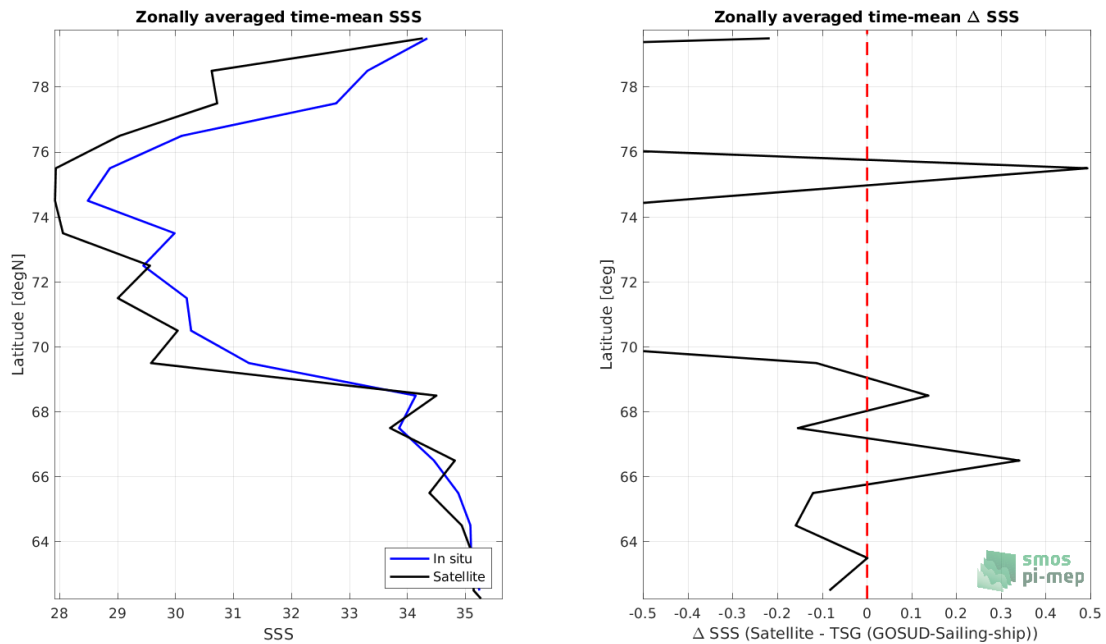 Zonally averaged time-mean SSS
Latitude [degN]
78
76
74
72
70
68
66
64
28 29 30 31 32 33 34 35
SSS
In situ
Satellite
Zonally averaged time-mean Δ SSS
Latitude [deg]
78
76
74
72
70
68
66
64
-0.5 -0.4 -0.3 -0.2 -0.1 0 0.1 0.2 0.3 0.4 0.5
Δ SSS (Satellite - TSG (GOSUD-Sailing-ship))
smos
pi-mep